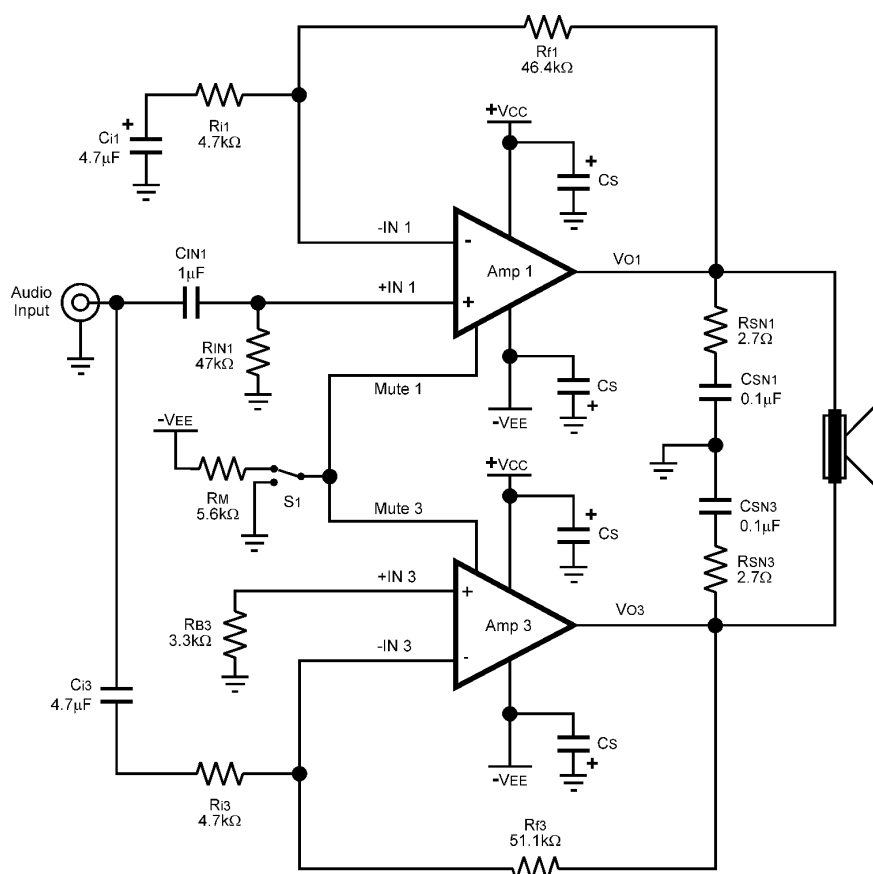 Rf1
46.4kΩ
+VCC
+
Ci1
4.7µF
Ri1
4.7kΩ
+
CS
-IN 1
-
Amp 1
VO1
CIN1
1µF
+IN 1
+
Audio
Input
RIN1
47kΩ
RSN1
2.7Ω
CS
+
Mute 1
CSN1
0.1µF
-VEE
-VEE
+VCC
RM
5.6kΩ
S1
Mute 3
+
CS
CSN3
0.1µF
+IN 3
+
RSN3
2.7Ω
RB3
3.3kΩ
Amp 3
VO3
-IN 3
-
Ci3
4.7µF
CS
+
-VEE
Ri3
4.7kΩ
Rf3
51.1kΩ